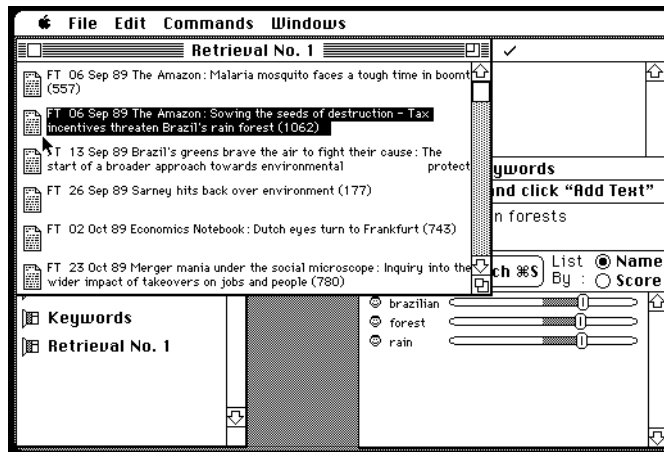 File Edit Commands Windows
Retrieval No. 1
FT 06 Sep 89 The Amazon: Malaria mosquito faces a tough time in boomt
(557)
FT 06 Sep 89 The Amazon: Sowing the seeds of destruction - Tax
incentives threaten Brazil's rain forest (1062)
FT 13 Sep 89 Brazil's greens brave the air to fight their cause: The
start of a broader approach towards environmental protect
FT 26 Sep 89 Sarney hits back over environment (177)
FT 02 Oct 89 Economics Notebook: Dutch eyes turn to Frankfurt (743)
FT 23 Oct 89 Merger mania under the social microscope: Inquiry into the
wider impact of takeovers on jobs and people (780)
ywords
nd click “Add Text”
n forests
ch ⌘S
List Name
By : Score
Keywords
Retrieval No. 1
brazilian
forest
rain